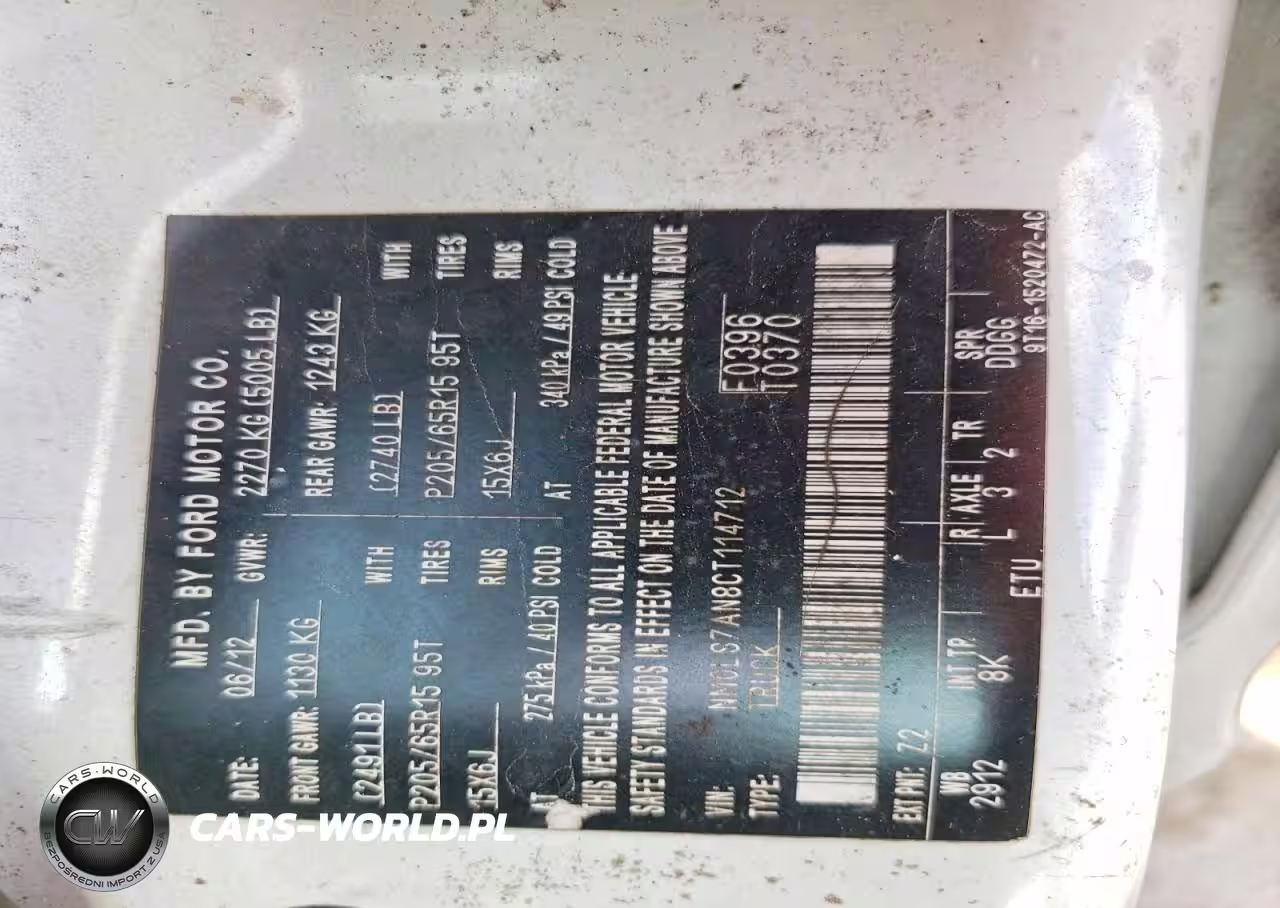 MFD. BY FORD MOTOR CO.
DATE: 06/12 GVWR: 2270 KG (5005 LB)
FRONT GAWR: 1130 KG REAR GAWR: 1243 KG
(2491 LB) WITH (2740 LB) WITH
P205/65R15 95T TIRES P205/65R15 95T TIRES
15X6J RIMS 15X6J RIMS
AT 275 kPa / 40 PSI COLD AT 340 kPa / 49 PSI COLD
THIS VEHICLE CONFORMS TO ALL APPLICABLE FEDERAL MOTOR VEHICLE
SAFETY STANDARDS IN EFFECT ON THE DATE OF MANUFACTURE SHOWN ABOVE
VIN: NM0LS7AN8CT114712 F0396
TYPE: TRUCK T0370
EXT PNT: Z2
WB INT TP R AXLE TR SPR
2912 8K L 3 2 DDGG
ETU 9T16-1520472-AC
CARS-WORLD
CW
BEZPOŚREDNI IMPORT Z USA
CARS-WORLD.PL